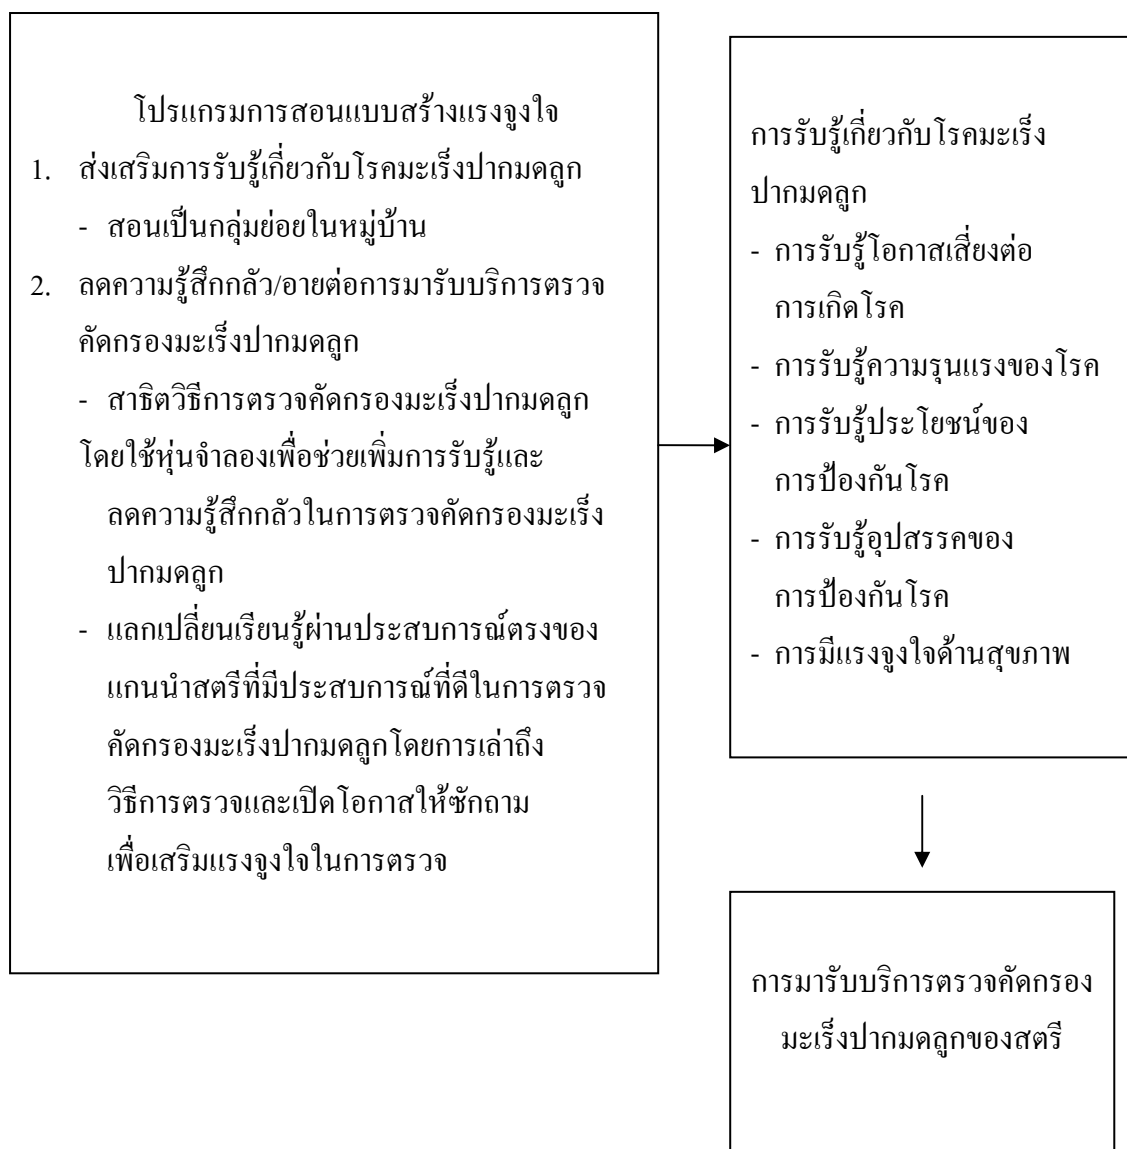 โปรแกรมการสอนแบบสร้างแรงจูงใจ
1. ส่งเสริมการรับรู้เกี่ยวกับโรคมะเร็งปากมดลูก
- สอนเป็นกลุ่มย่อยในหมู่บ้าน
2. ลดความรู้สึกกลัว/อายต่อการมารับบริการตรวจ
คัดกรองมะเร็งปากมดลูก
- สาธิตวิธีการตรวจคัดกรองมะเร็งปากมดลูก
โดยใช้หุ่นจำลองเพื่อช่วยเพิ่มการรับรู้และ
ลดความรู้สึกกลัวในการตรวจคัดกรองมะเร็ง
ปากมดลูก
- แลกเปลี่ยนเรียนรู้ผ่านประสบการณ์ตรงของ
แกนนำสตรีที่มีประสบการณ์ที่ดีในการตรวจ
คัดกรองมะเร็งปากมดลูกโดยการเล่าถึง
วิธีการตรวจและเปิดโอกาสให้ซักถาม
เพื่อเสริมแรงจูงใจในการตรวจ
การรับรู้เกี่ยวกับโรคมะเร็ง
ปากมดลูก
- การรับรู้โอกาสเสี่ยงต่อ
การเกิดโรค
- การรับรู้ความรุนแรงของโรค
- การรับรู้ประโยชน์ของ
การป้องกันโรค
- การรับรู้อุปสรรคของ
การป้องกันโรค
- การมีแรงจูงใจด้านสุขภาพ
การมารับบริการตรวจคัดกรอง
มะเร็งปากมดลูกของสตรี